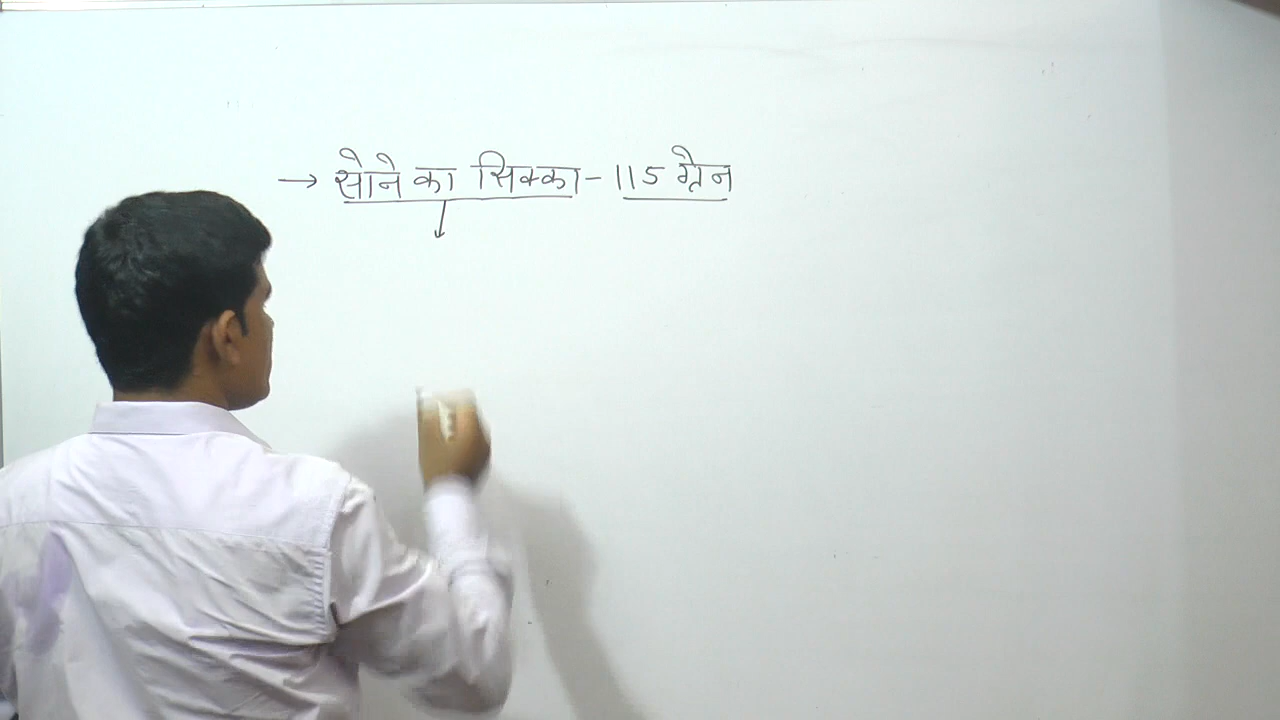 → सोने का सिक्का - 115 ग्रेन